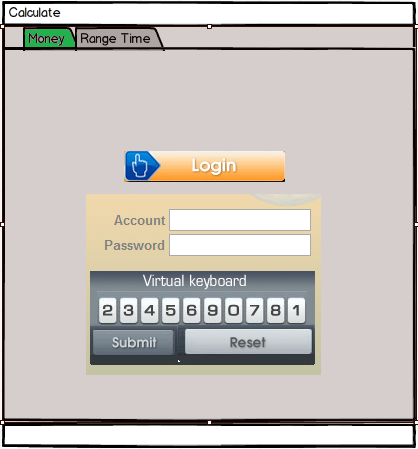 Calculate
Money Range Time
Login
Account
Password
Virtual keyboard
2 3 4 5 6 9 0 7 8 1
Submit Reset